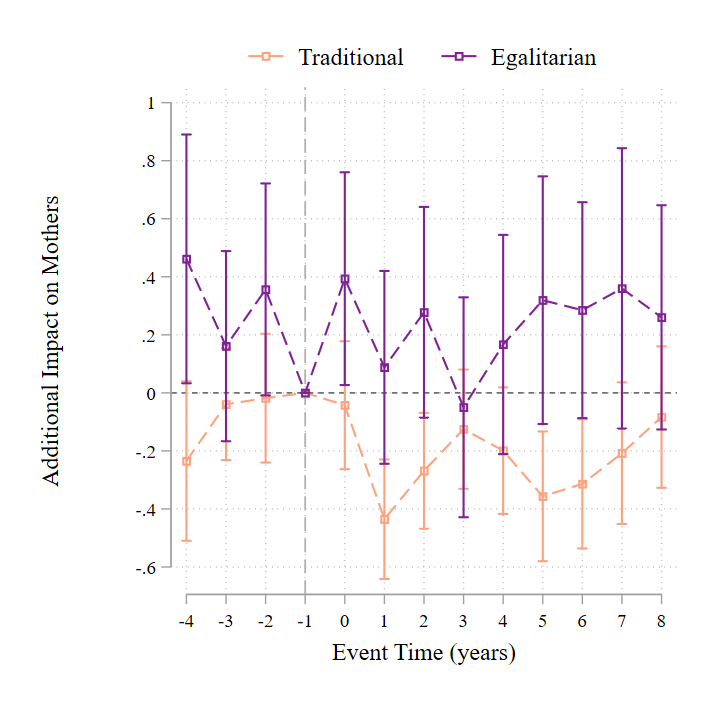 Traditional Egalitarian
Additional Impact on Mothers
1
.8
.6
.4
.2
0
-.2
-.4
-.6
-4 -3 -2 -1 0 1 2 3 4 5 6 7 8
Event Time (years)